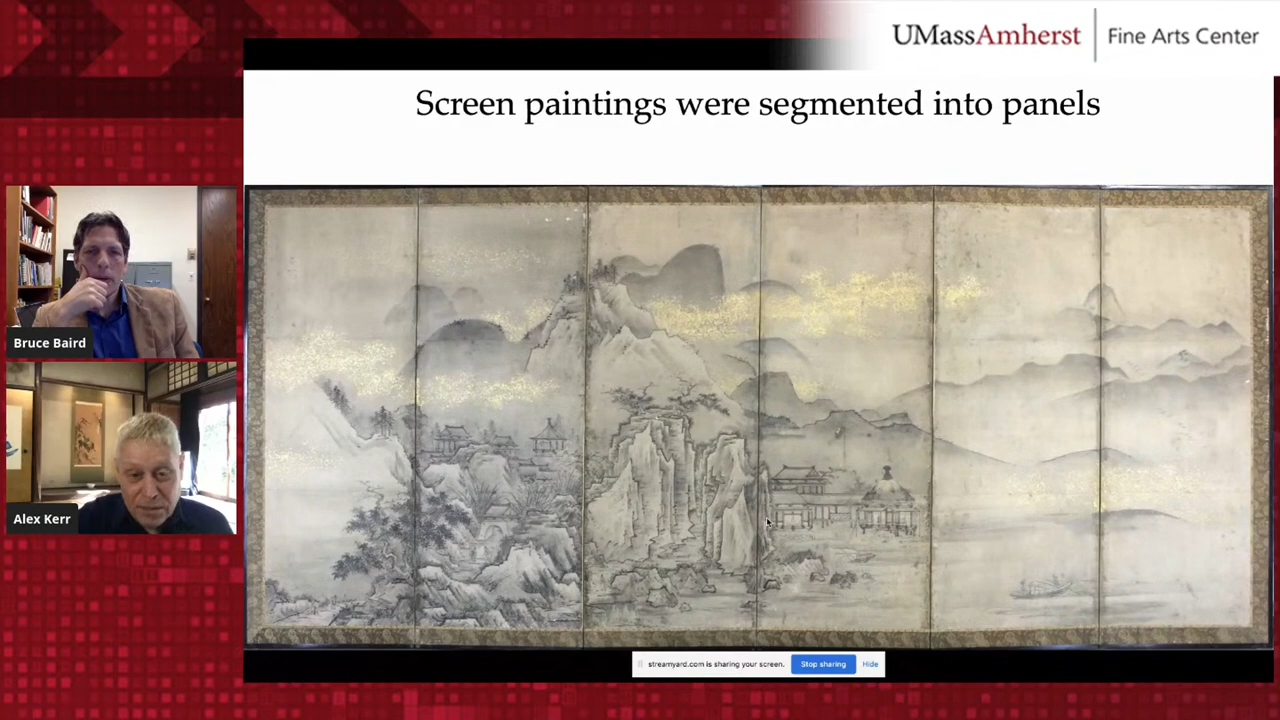 UMassAmherst | Fine Arts Center
Screen paintings were segmented into panels
Bruce Baird
Alex Kerr
streamyard.com is sharing your screen. Stop sharing Hide